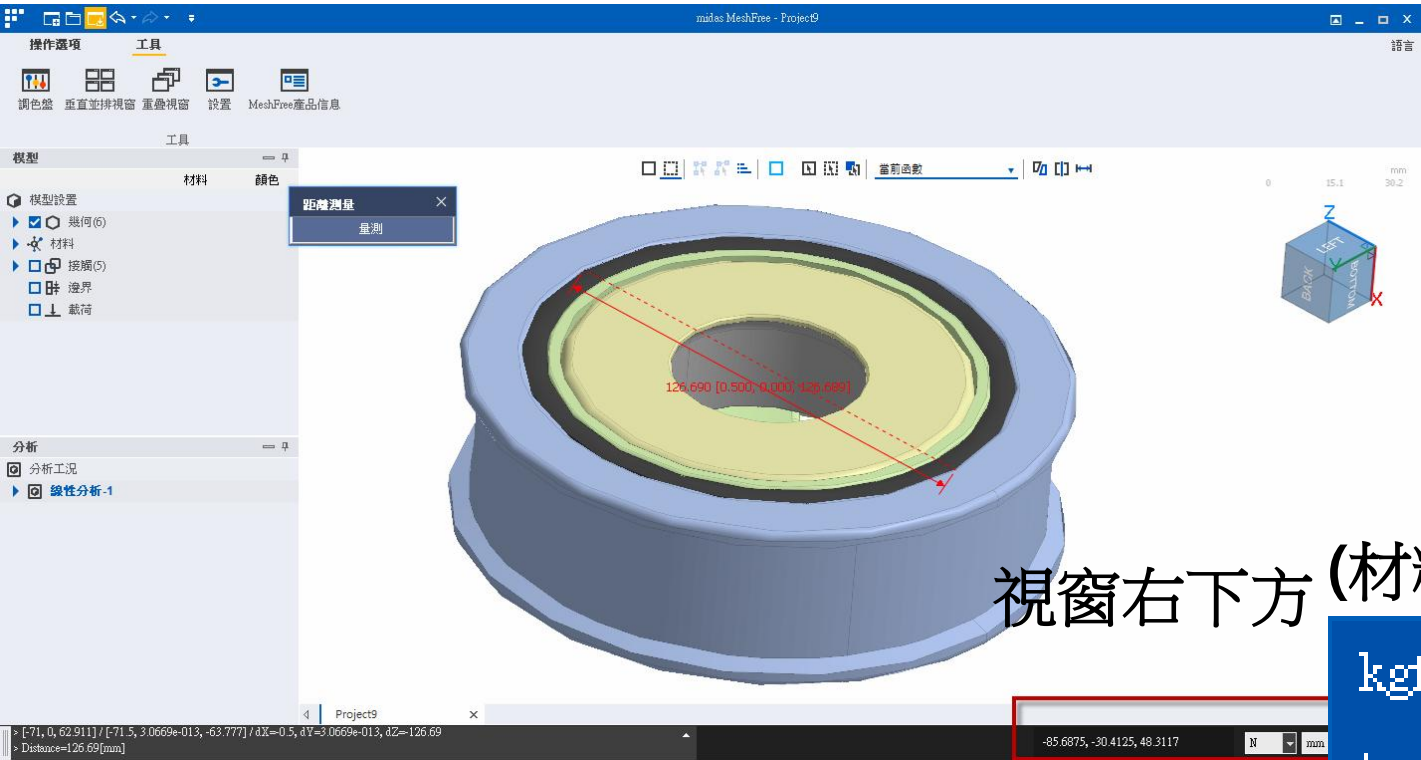 midas MeshFree - Project9
操作選項 工具 語言
調色盤 垂直並排視窗 重疊視窗 設置 MeshFree產品信息
工具
模型
材料 顏色
模型設置
幾何(6)
材料
接觸(5)
邊界
載荷
距離測量
量測
當前函數
mm
0 15.1 30.2
Z
LEFT
Y
BACK
BOTTOM
X
126.690 [0.500, 0.000, 126.689]
分析
分析工況
線性分析-1
視窗右下方
(材
Project9
> [-71, 0, 62.911] / [-71.5, 3.0669e-013, -63.777] / dX=-0.5, dY=3.0669e-013, dZ=-126.69
> Distance=126.69[mm]
-85.6875, -30.4125, 48.3117
N mm